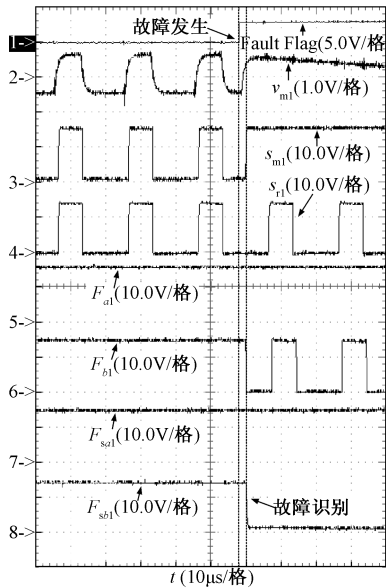 故障发生
1->
Fault Flag(5.0V/格)
2->
v_m1(1.0V/格)
s_m1(10.0V/格)
3->
s_r1(10.0V/格)
4->
F_a1(10.0V/格)
5->
F_b1(10.0V/格)
6->
F_sa1(10.0V/格)
7->
F_sb1(10.0V/格)
故障识别
8->
t (10μs/格)